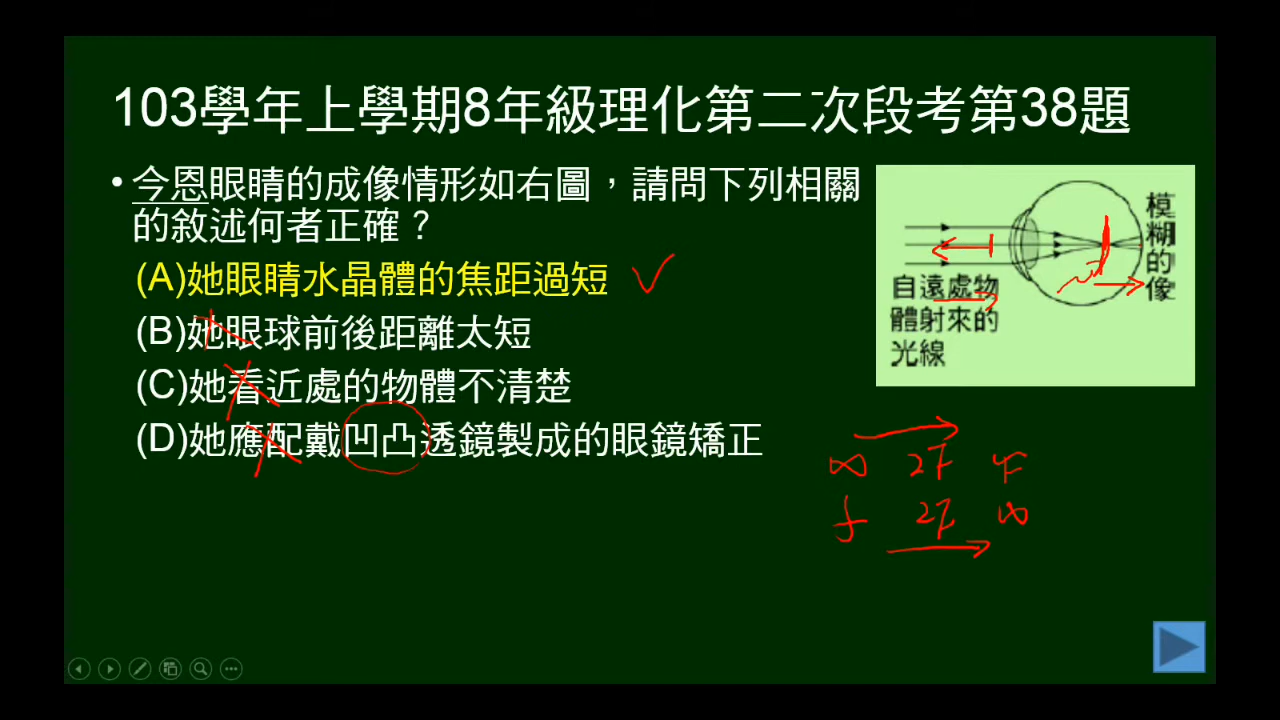 103學年上學期8年級理化第二次段考第38題
•今恩眼睛的成像情形如右圖，請問下列相關
的敘述何者正確？
(A)她眼睛水晶體的焦距過短
(B)她眼球前後距離太短
(C)她看近處的物體不清楚
(D)她應配戴凹凸透鏡製成的眼鏡矯正
自遠處物
體射來的
光線
模糊的像
∞ 2F F
f 2F ∞